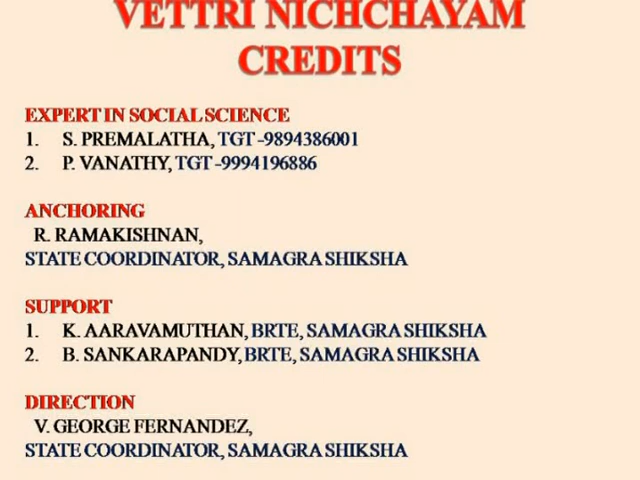 VETTRI NICHCHAYAM
CREDITS
EXPERT IN SOCIAL SCIENCE
1. S. PREMALATHA, TGT -9894386001
2. P. VANATHY, TGT -9994196886
ANCHORING
R. RAMAKISHNAN,
STATE COORDINATOR, SAMAGRA SHIKSHA
SUPPORT
1. K. AARAVAMUTHAN, BRTE, SAMAGRA SHIKSHA
2. B. SANKARAPANDY, BRTE, SAMAGRA SHIKSHA
DIRECTION
V. GEORGE FERNANDEZ,
STATE COORDINATOR, SAMAGRA SHIKSHA